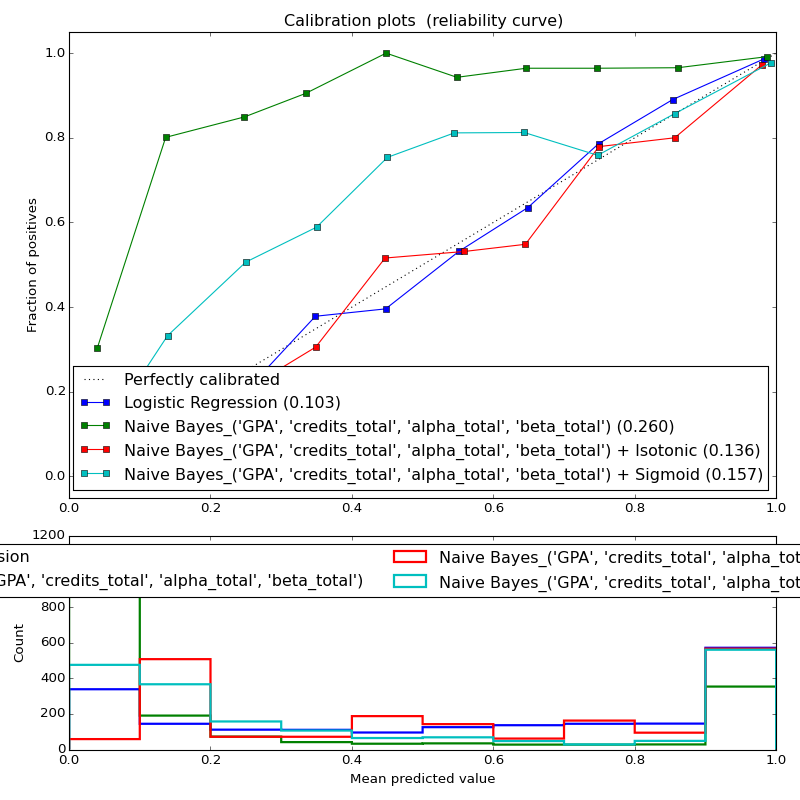 Calibration plots (reliability curve)
1.0
0.8
0.6
0.4
0.2
0.0
Fraction of positives
Perfectly calibrated
Logistic Regression (0.103)
Naive Bayes_('GPA', 'credits_total', 'alpha_total', 'beta_total') (0.260)
Naive Bayes_('GPA', 'credits_total', 'alpha_total', 'beta_total') + Isotonic (0.136)
Naive Bayes_('GPA', 'credits_total', 'alpha_total', 'beta_total') + Sigmoid (0.157)
0.0 0.2 0.4 0.6 0.8 1.0
1200
sion
GPA', 'credits_total', 'alpha_total', 'beta_total')
Naive Bayes_('GPA', 'credits_total', 'alpha_tot
Naive Bayes_('GPA', 'credits_total', 'alpha_tot
800
600
400
200
0
Count
0.0 0.2 0.4 0.6 0.8 1.0
Mean predicted value